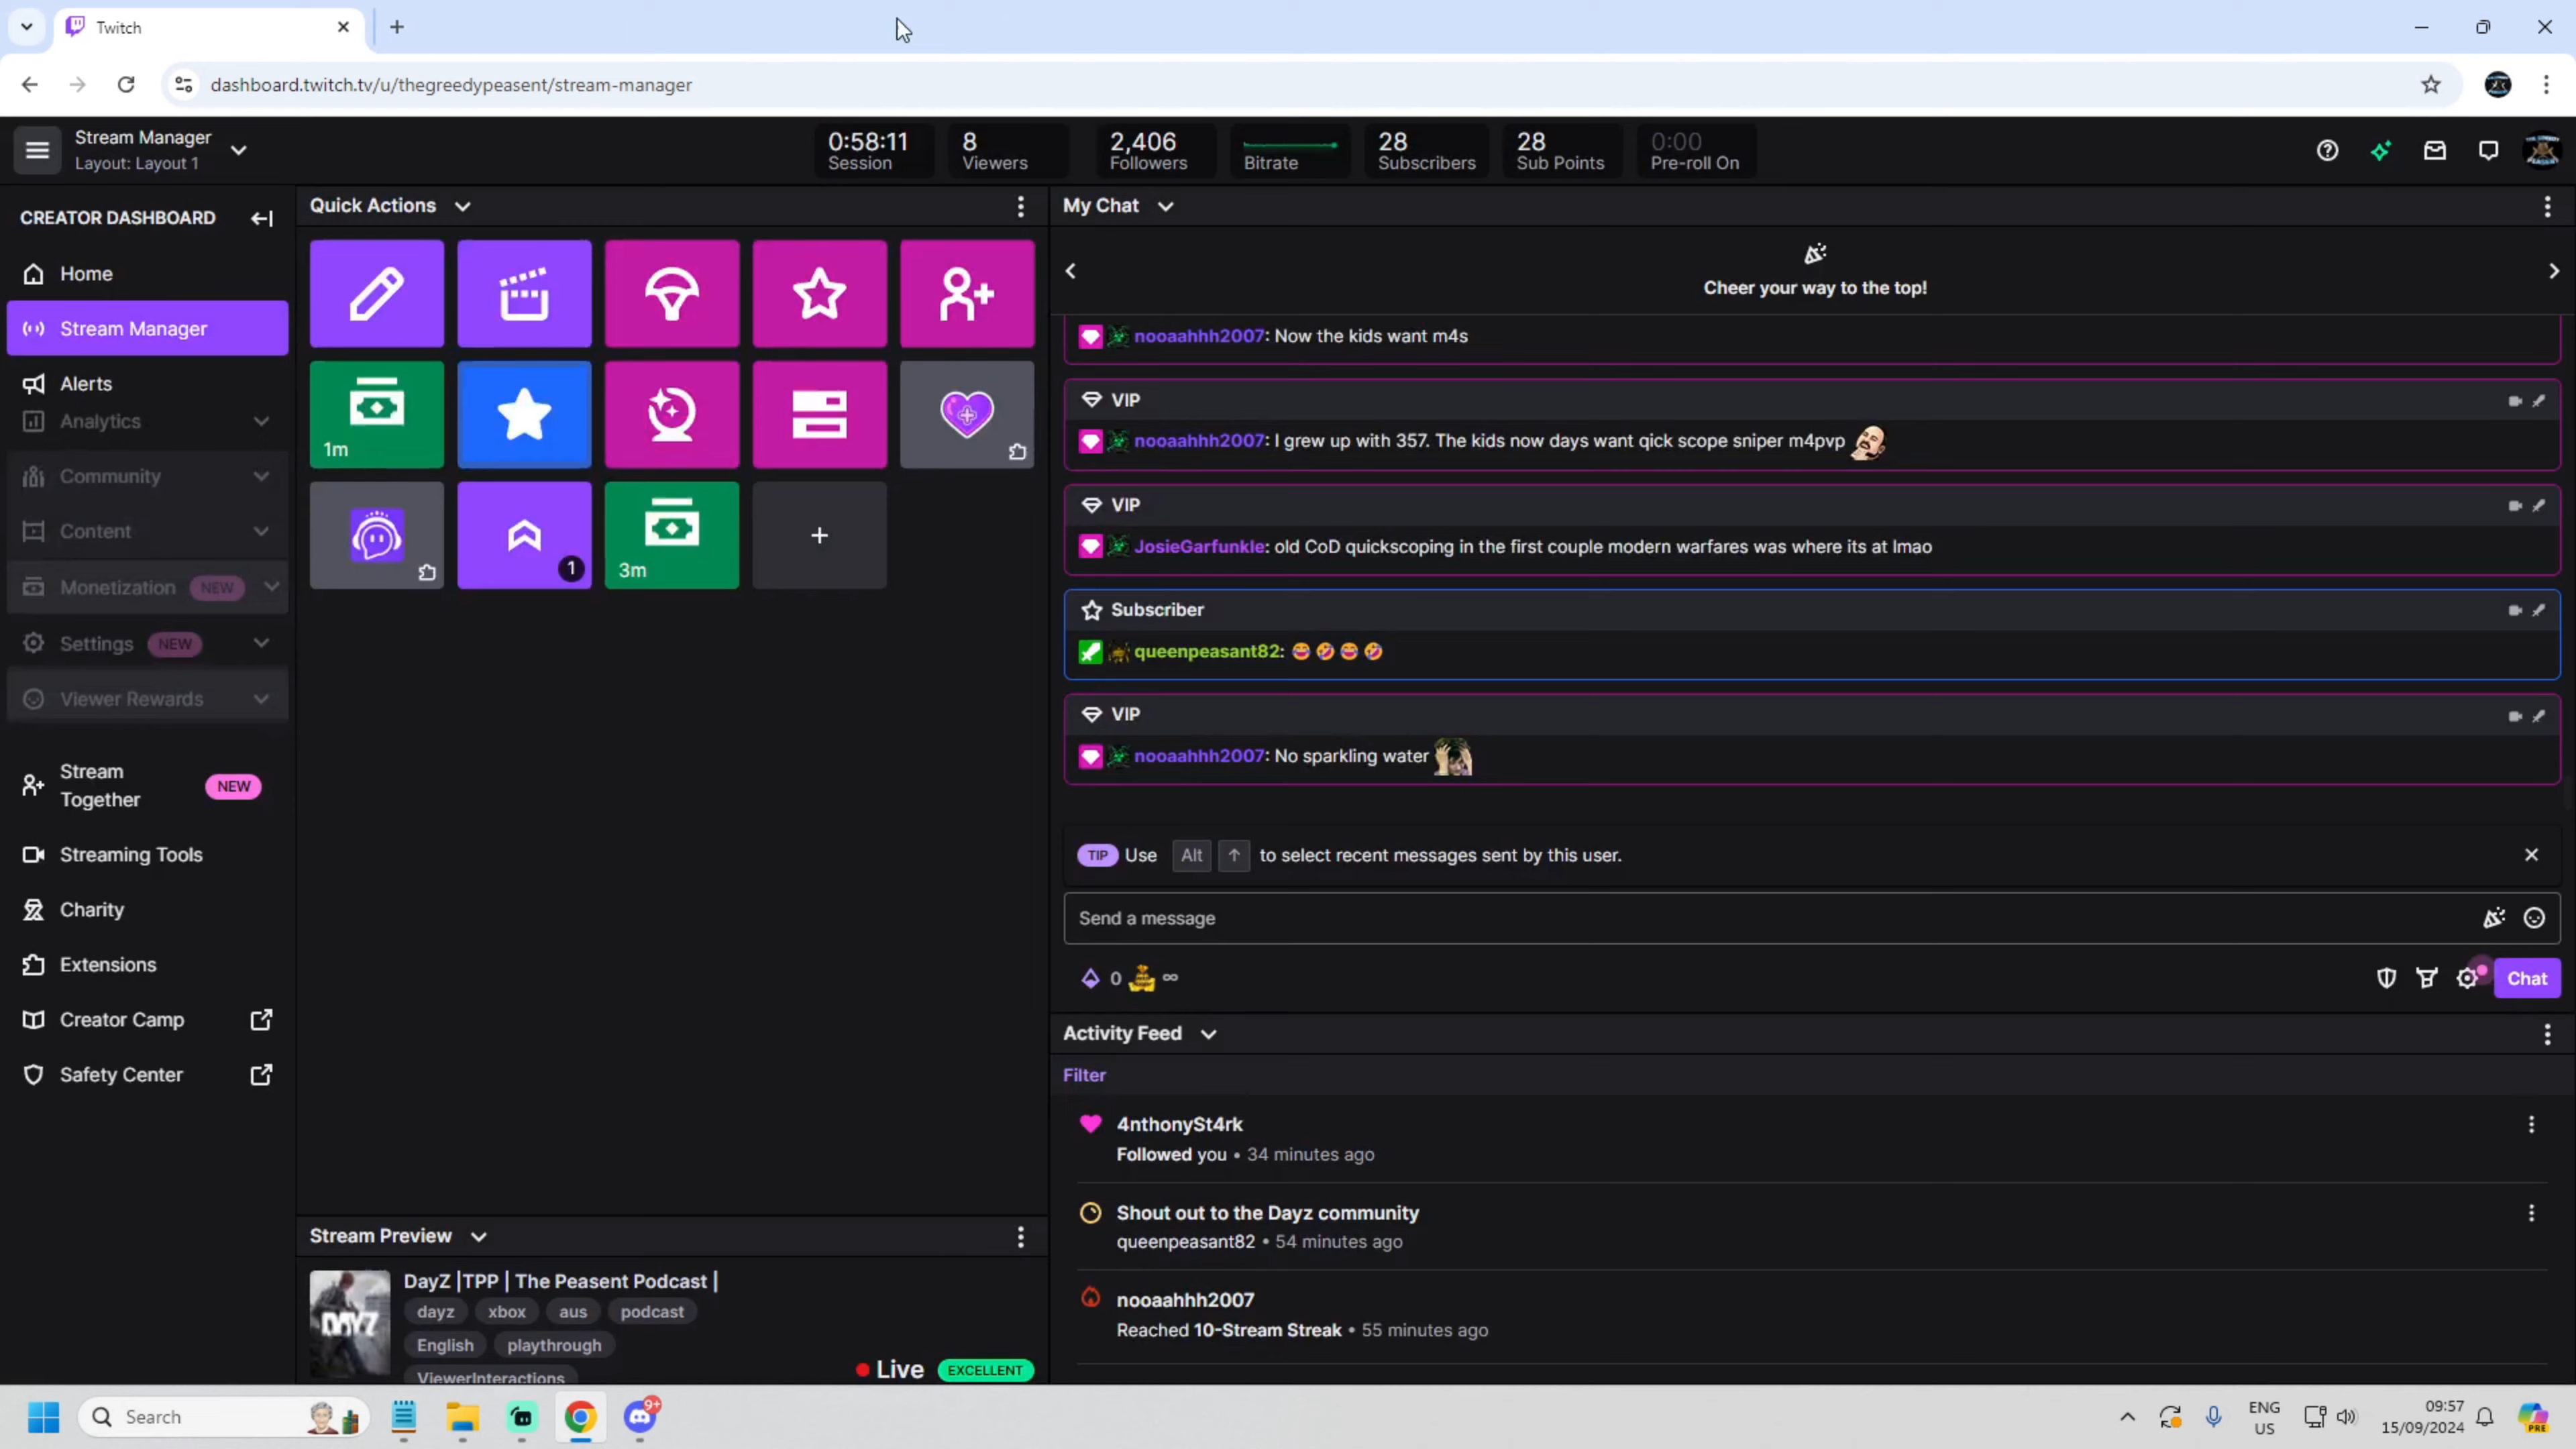 Twitch
dashboard.twitch.tv/u/thegreedypeasent/stream-manager
Stream Manager
Layout: Layout 1
0:58:11
Session
8
Viewers
2,406
Followers
Bitrate
28
Subscribers
28
Sub Points
0:00
Pre-roll On
CREATOR DASHBOARD
Home
Stream Manager
Alerts
Analytics
Community
Content
Monetization NEW
Settings NEW
Viewer Rewards
Stream
Together
NEW
Streaming Tools
Charity
Extensions
Creator Camp
Safety Center
Quick Actions
1m
1
3m
+
Stream Preview
DayZ |TPP | The Peasent Podcast |
DAYZ
dayz xbox aus podcast
English playthrough
ViewerInteractions
Live EXCELLENT
My Chat
Cheer your way to the top!
nooaahhh2007: Now the kids want m4s
VIP
nooaahhh2007: I grew up with 357. The kids now days want qick scope sniper m4pvp
VIP
JosieGarfunkle: old CoD quickscoping in the first couple modern warfares was where its at lmao
Subscriber
queenpeasant82: 😂 🤣 😂 🤣
VIP
nooaahhh2007: No sparkling water
TIP Use Alt ↑ to select recent messages sent by this user.
Send a message
0 ∞
Chat
Activity Feed
Filter
4nthonySt4rk
Followed you • 34 minutes ago
Shout out to the Dayz community
queenpeasant82 • 54 minutes ago
nooaahhh2007
Reached 10-Stream Streak • 55 minutes ago
Search
9+
ENG
US
09:57
15/09/2024
PRE